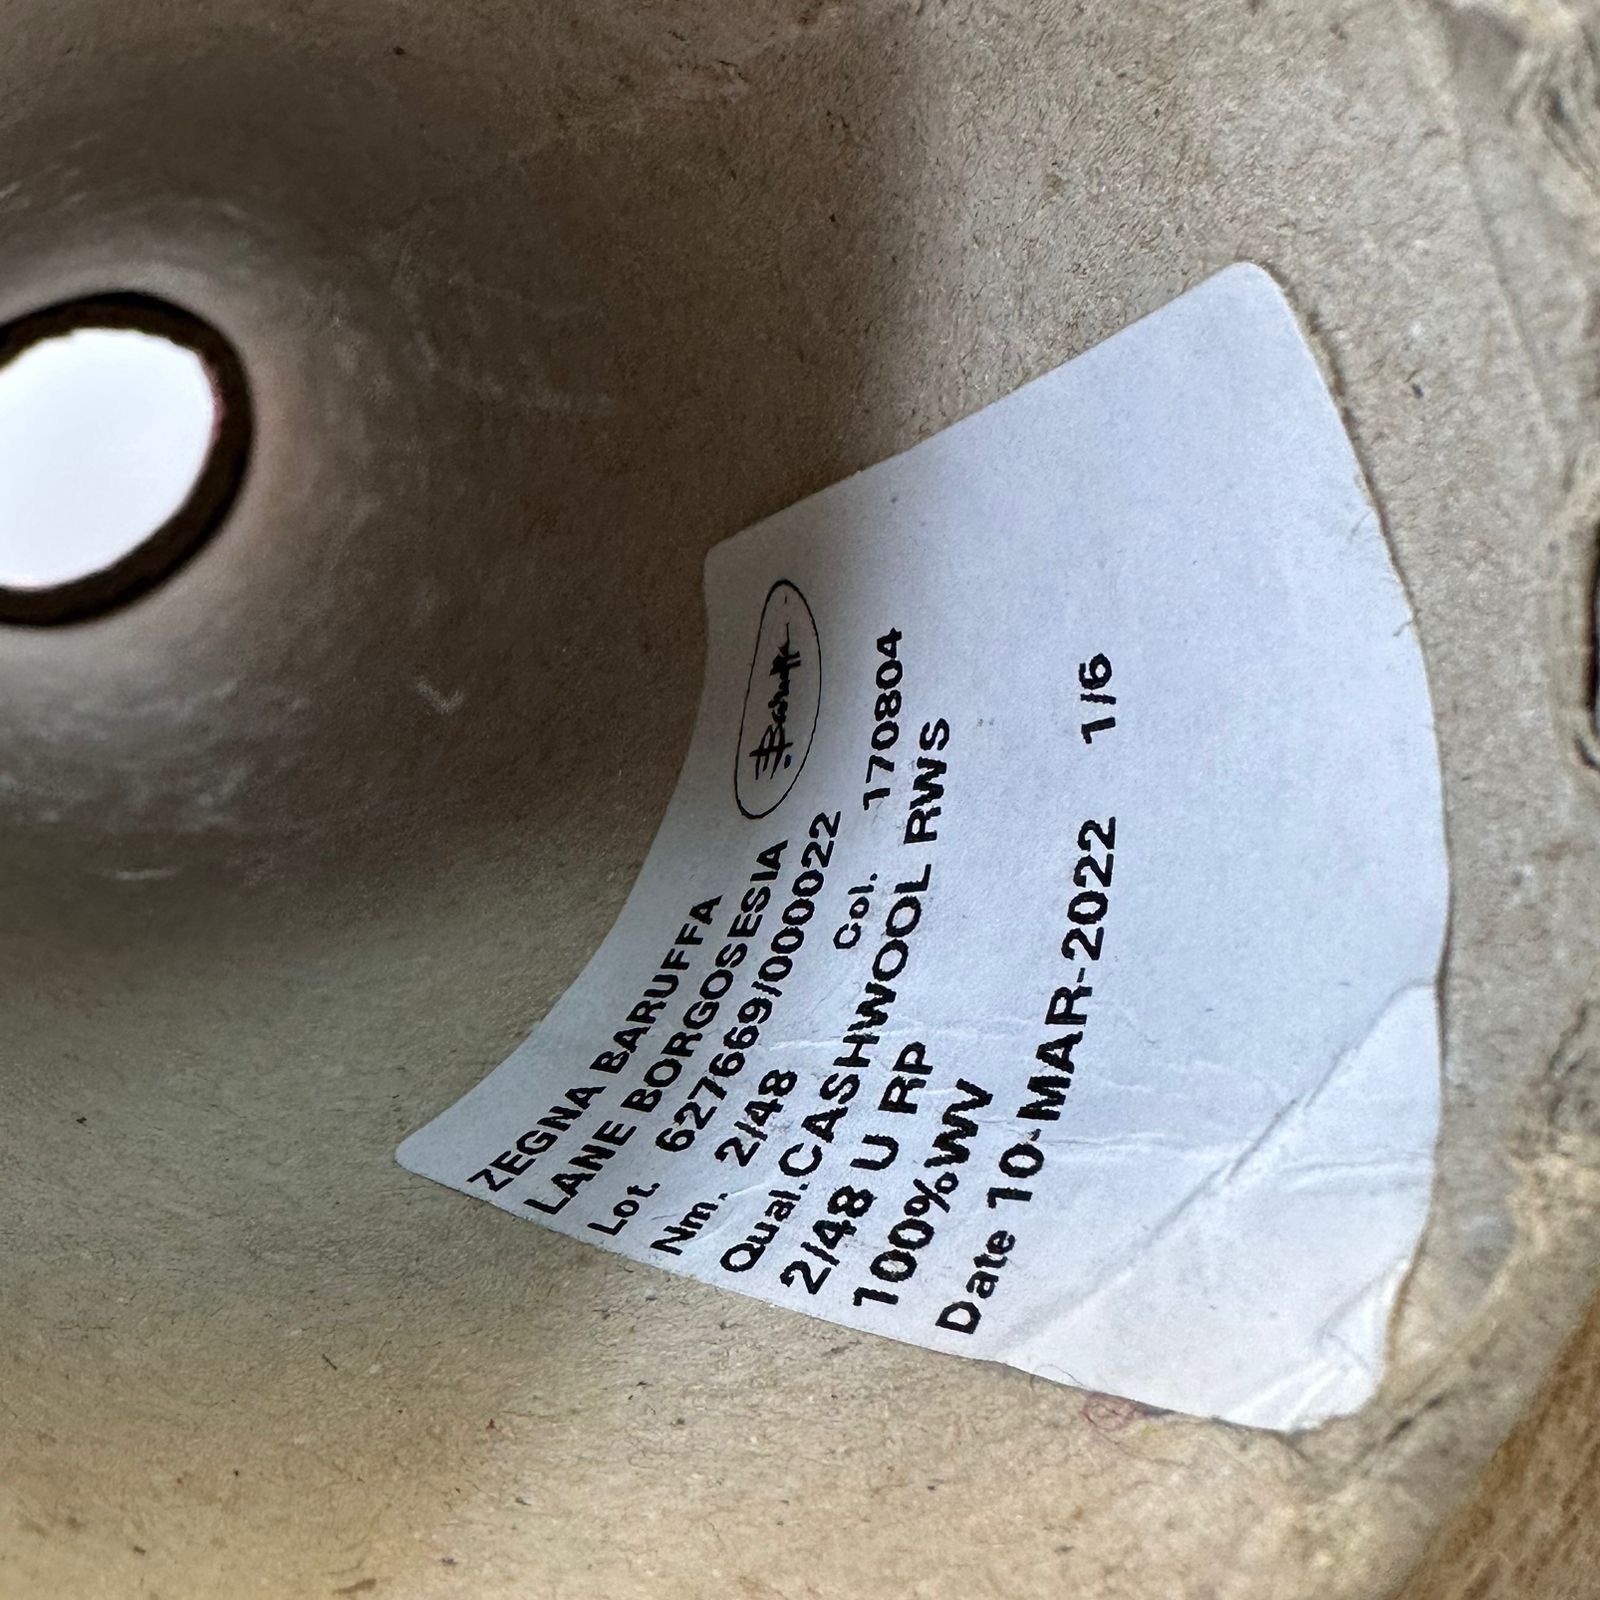 ZEGNA BARUFFA
LANE BORGOSESIA
Baruffa
Lot. 627669/000022
Nm. 2/48 Col. 170804
Qual.CASHWOOL RWS
2/48 U RP
100%WV
Date 10-MAR-2022 1/6